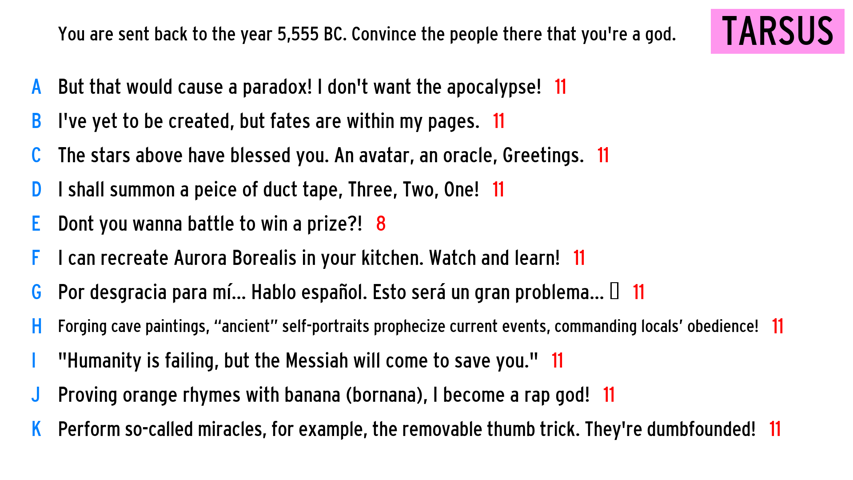 You are sent back to the year 5,555 BC. Convince the people there that you're a god.
TARSUS
A But that would cause a paradox! I don't want the apocalypse! 11
B I've yet to be created, but fates are within my pages. 11
C The stars above have blessed you. An avatar, an oracle, Greetings. 11
D I shall summon a peice of duct tape, Three, Two, One! 11
E Dont you wanna battle to win a prize?! 8
F I can recreate Aurora Borealis in your kitchen. Watch and learn! 11
G Por desgracia para mí... Hablo español. Esto será un gran problema... 11
H Forging cave paintings, “ancient” self-portraits prophecize current events, commanding locals’ obedience! 11
I "Humanity is failing, but the Messiah will come to save you." 11
J Proving orange rhymes with banana (bornana), I become a rap god! 11
K Perform so-called miracles, for example, the removable thumb trick. They're dumbfounded! 11